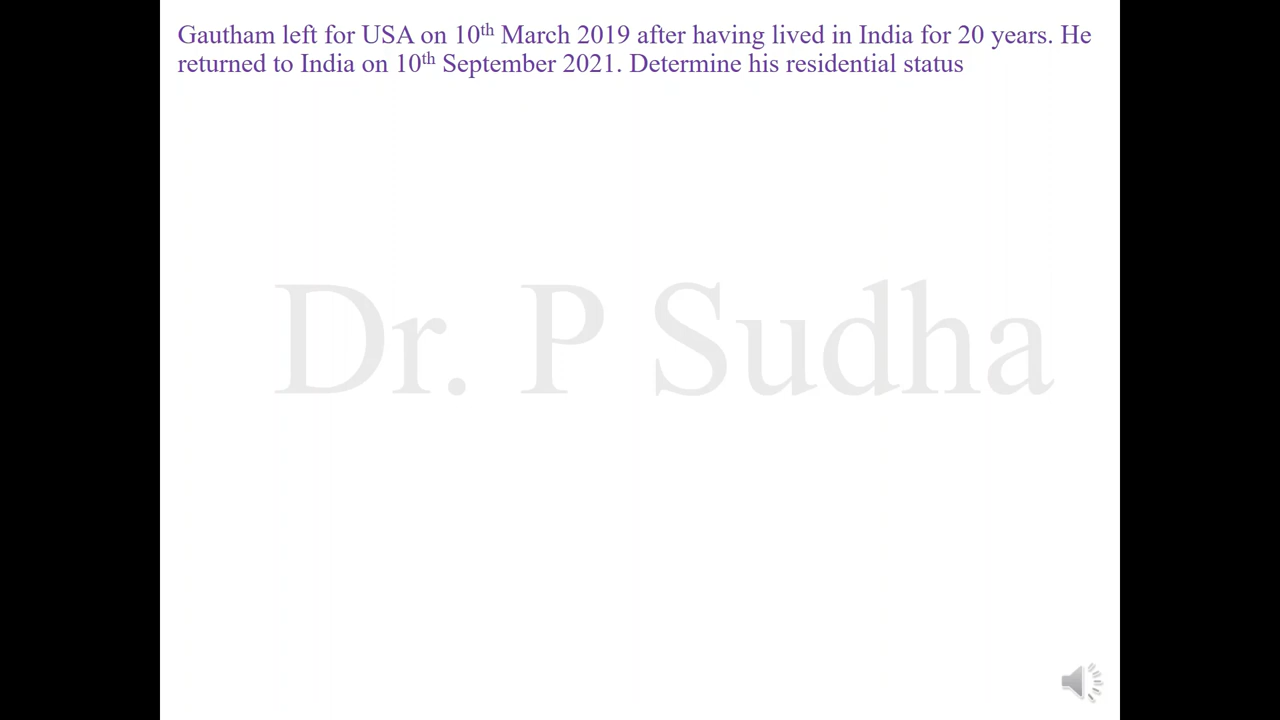 Gautham left for USA on 10th March 2019 after having lived in India for 20 years. He
returned to India on 10th September 2021. Determine his residential status
Dr. P Sudha